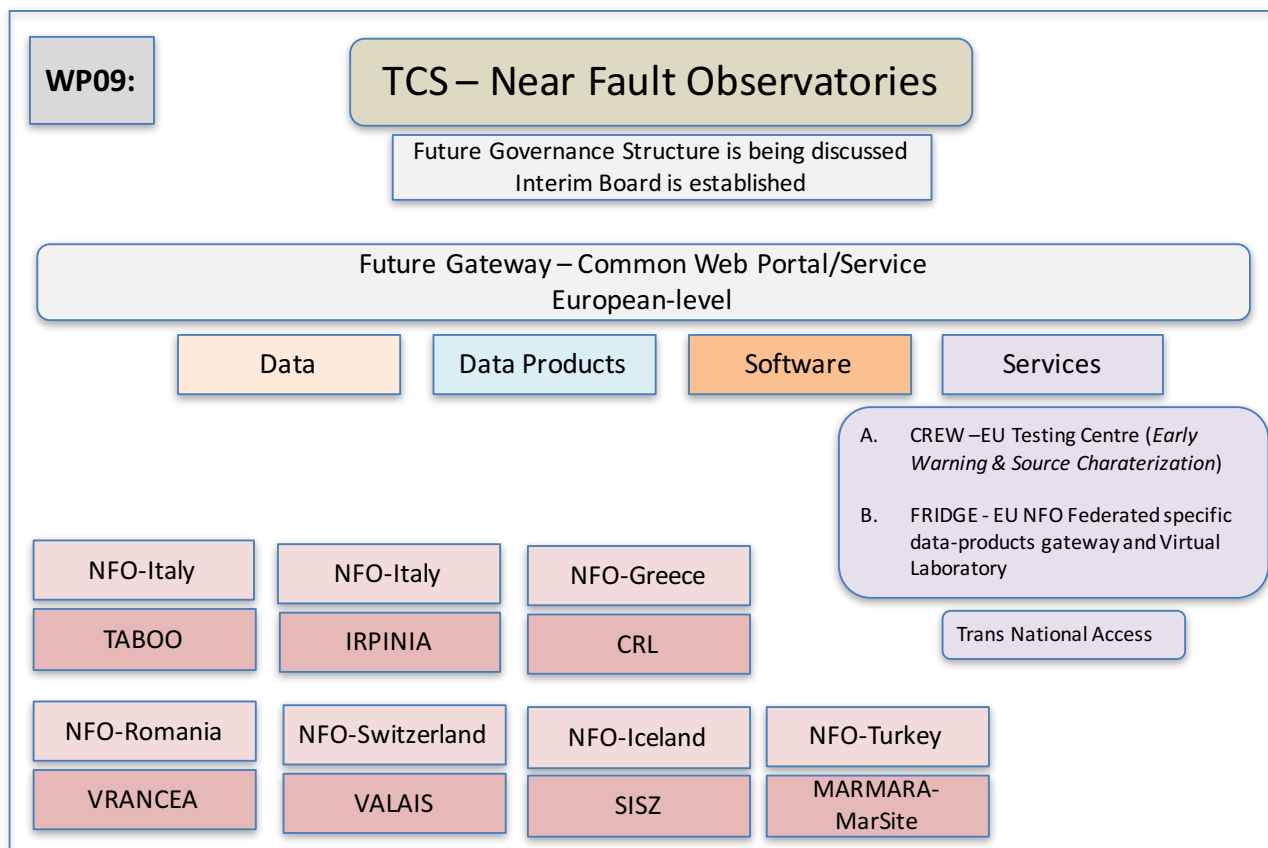 WP09:
TCS – Near Fault Observatories
Future Governance Structure is being discussed
Interim Board is established
Future Gateway – Common Web Portal/Service
European-level
Data
Data Products
Software
Services
A. CREW –EU Testing Centre (Early
Warning & Source Charaterization)
B. FRIDGE - EU NFO Federated specific
data-products gateway and Virtual
Laboratory
Trans National Access
NFO-Italy
TABOO
NFO-Italy
IRPINIA
NFO-Greece
CRL
NFO-Romania
VRANCEA
NFO-Switzerland
VALAIS
NFO-Iceland
SISZ
NFO-Turkey
MARMARA-
MarSite